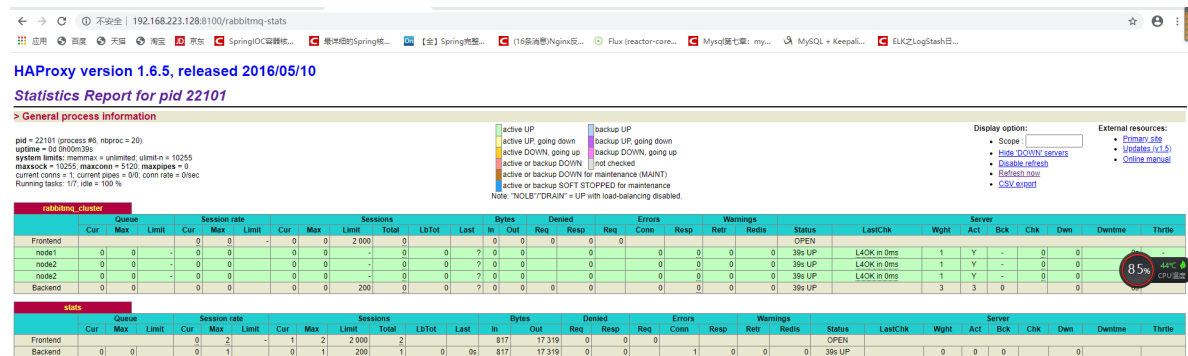 不安全 | 192.168.223.128:8100/rabbitmq-stats
应用 百度 天猫 淘宝 JD 京东 C SpringIOC容器核... C 最详细的Spring核... On 【全】Spring完整... C (16条消息)Nginx反... Flux (reactor-core... C Mysql第七章：my... MySQL + Keepali... C ELK之LogStash日...
HAProxy version 1.6.5, released 2016/05/10
Statistics Report for pid 22101
> General process information
pid = 22101 (process #6, nbproc = 20)
uptime = 0d 0h00m39s
system limits: memmax = unlimited; ulimit-n = 10255
maxsock = 10255; maxconn = 5120; maxpipes = 0
current conns = 1; current pipes = 0/0; conn rate = 0/sec
Running tasks: 1/7; idle = 100 %
active UP backup UP
active UP, going down backup UP, going down
active DOWN, going up backup DOWN, going up
active or backup DOWN not checked
active or backup DOWN for maintenance (MAINT)
active or backup SOFT STOPPED for maintenance
Note: "NOLB"/"DRAIN" = UP with load-balancing disabled.
Display option:
Scope :
Hide 'DOWN' servers
Disable refresh
Refresh now
CSV export
External resources:
Primary site
Updates (v1.5)
Online manual
rabbitmq_cluster
Queue Session rate Sessions Bytes Denied Errors Warnings Server
Cur Max Limit Cur Max Limit Cur Max Limit Total LbTot Last In Out Req Resp Req Conn Resp Retr Redis Status LastChk Wght Act Bck Chk Dwn Dwntme Thrtle
Frontend 0 0 - 0 0 2 000 0 0 0 0 0 0 OPEN
node1 0 0 - 0 0 0 0 - 0 0 ? 0 0 0 0 0 0 0 39s UP L4OK in 0ms 1 Y - 0 0 0s -
node2 0 0 - 0 0 0 0 - 0 0 ? 0 0 0 0 0 0 0 39s UP L4OK in 0ms 1 Y - 0 0
node2 0 0 - 0 0 0 0 - 0 0 ? 0 0 0 0 0 0 0 39s UP L4OK in 0ms 1 Y - 0 0
Backend 0 0 0 0 0 0 200 0 0 ? 0 0 0 0 0 0 0 0 39s UP 3 3 0 0 0s
85% 44℃
CPU温度
stats
Queue Session rate Sessions Bytes Denied Errors Warnings Server
Cur Max Limit Cur Max Limit Cur Max Limit Total LbTot Last In Out Req Resp Req Conn Resp Retr Redis Status LastChk Wght Act Bck Chk Dwn Dwntme Thrtle
Frontend 0 2 - 1 2 2 000 2 817 17 319 0 0 0 OPEN
Backend 0 0 0 1 0 1 200 1 0 0s 817 17 319 0 0 1 0 0 0 39s UP 0 0 0 0